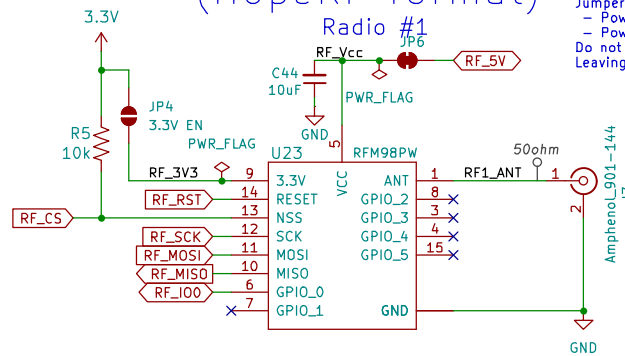 (HopeRF format)
Radio #1
Jumper
- Pow
- Pow
Do not
Leaving
3.3V
RF_Vcc
JP6
RF_5V
C44
10uF
PWR_FLAG
GND
JP4
3.3V EN
R5
10k
PWR_FLAG
U23
RFM98PW
50ohm
RF_3V3
9
3.3V
5
VCC
ANT
1
RF1_ANT
1
Amphenol_901-144
RF_RST
14
RESET
GPIO_2
8
2
RF_CS
13
NSS
GPIO_3
3
RF_SCK
12
SCK
GPIO_4
4
RF_MOSI
11
MOSI
GPIO_5
15
RF_MISO
10
MISO
RF_IO0
6
GPIO_0
7
GPIO_1
GND
GND